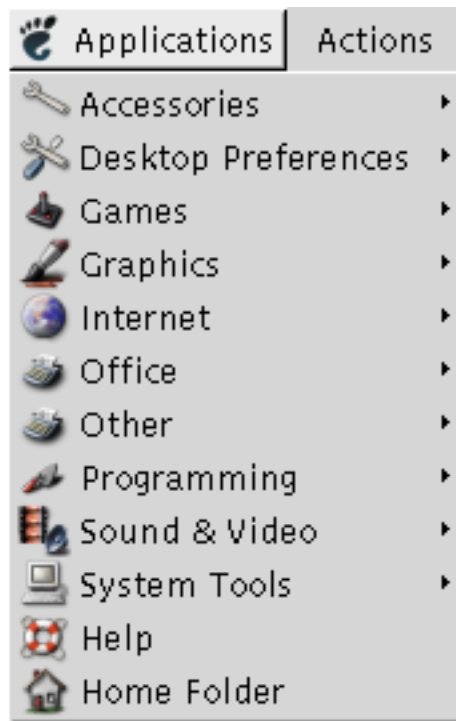 Applications Actions
Accessories
Desktop Preferences
Games
Graphics
Internet
Office
Other
Programming
Sound & Video
System Tools
Help
Home Folder